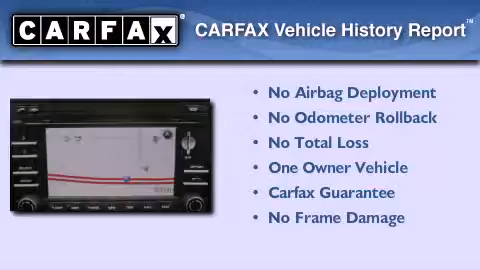 CARFAX®
CARFAX Vehicle History Report™
• No Airbag Deployment
• No Odometer Rollback
• No Total Loss
• One Owner Vehicle
• Carfax Guarantee
• No Frame Damage